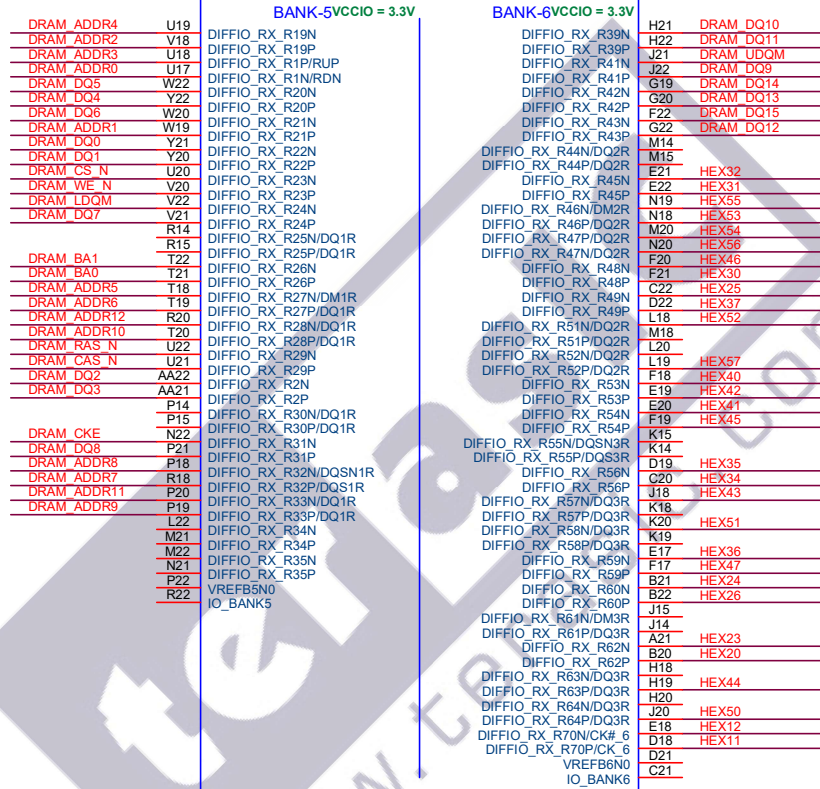 BANK-5 VCCIO = 3.3V
DRAM_ADDR4 U19 DIFFIO_RX_R19N
DRAM_ADDR2 V18 DIFFIO_RX_R19P
DRAM_ADDR3 U18 DIFFIO_RX_R1P/RUP
DRAM_ADDR0 U17 DIFFIO_RX_R1N/RDN
DRAM_DQ5 W22 DIFFIO_RX_R20N
DRAM_DQ4 Y22 DIFFIO_RX_R20P
DRAM_DQ6 W20 DIFFIO_RX_R21N
DRAM_ADDR1 W19 DIFFIO_RX_R21P
DRAM_DQ0 Y21 DIFFIO_RX_R22N
DRAM_DQ1 Y20 DIFFIO_RX_R22P
DRAM_CS_N U20 DIFFIO_RX_R23N
DRAM_WE_N V20 DIFFIO_RX_R23P
DRAM_LDQM V22 DIFFIO_RX_R24N
DRAM_DQ7 V21 DIFFIO_RX_R24P
R14 DIFFIO_RX_R25N/DQ1R
R15 DIFFIO_RX_R25P/DQ1R
DRAM_BA1 T22 DIFFIO_RX_R26N
DRAM_BA0 T21 DIFFIO_RX_R26P
DRAM_ADDR5 T18 DIFFIO_RX_R27N/DM1R
DRAM_ADDR6 T19 DIFFIO_RX_R27P/DQ1R
DRAM_ADDR12 R20 DIFFIO_RX_R28N/DQ1R
DRAM_ADDR10 T20 DIFFIO_RX_R28P/DQ1R
DRAM_RAS_N U22 DIFFIO_RX_R29N
DRAM_CAS_N U21 DIFFIO_RX_R29P
DRAM_DQ2 AA22 DIFFIO_RX_R2N
DRAM_DQ3 AA21 DIFFIO_RX_R2P
P14 DIFFIO_RX_R30N/DQ1R
P15 DIFFIO_RX_R30P/DQ1R
DRAM_CKE N22 DIFFIO_RX_R31N
DRAM_DQ8 P21 DIFFIO_RX_R31P
DRAM_ADDR8 P18 DIFFIO_RX_R32N/DQSN1R
DRAM_ADDR7 R18 DIFFIO_RX_R32P/DQS1R
DRAM_ADDR11 P20 DIFFIO_RX_R33N/DQ1R
DRAM_ADDR9 P19 DIFFIO_RX_R33P/DQ1R
L22 DIFFIO_RX_R34N
M21 DIFFIO_RX_R34P
M22 DIFFIO_RX_R35N
N21 DIFFIO_RX_R35P
P22 VREFB5N0
R22 IO_BANK5
BANK-6 VCCIO = 3.3V
DIFFIO_RX_R39N H21 DRAM_DQ10
DIFFIO_RX_R39P H22 DRAM_DQ11
DIFFIO_RX_R41N J21 DRAM_UDQM
DIFFIO_RX_R41P J22 DRAM_DQ9
DIFFIO_RX_R42N G19 DRAM_DQ14
DIFFIO_RX_R42P G20 DRAM_DQ13
DIFFIO_RX_R43N F22 DRAM_DQ15
DIFFIO_RX_R43P G22 DRAM_DQ12
DIFFIO_RX_R44N/DQ2R M14
DIFFIO_RX_R44P/DQ2R M15
DIFFIO_RX_R45N E21 HEX32
DIFFIO_RX_R45P E22 HEX31
DIFFIO_RX_R46N/DM2R N19 HEX55
DIFFIO_RX_R46P/DQ2R N18 HEX53
DIFFIO_RX_R47P/DQ2R M20 HEX54
DIFFIO_RX_R47N/DQ2R N20 HEX56
DIFFIO_RX_R48N F20 HEX46
DIFFIO_RX_R48P F21 HEX30
DIFFIO_RX_R49N C22 HEX25
DIFFIO_RX_R49P D22 HEX37
DIFFIO_RX_R51N/DQ2R L18 HEX52
DIFFIO_RX_R51P/DQ2R M18
DIFFIO_RX_R52N/DQ2R L20
DIFFIO_RX_R52P/DQ2R L19 HEX57
DIFFIO_RX_R53N F18 HEX40
DIFFIO_RX_R53P E19 HEX42
DIFFIO_RX_R54N E20 HEX41
DIFFIO_RX_R54P F19 HEX45
DIFFIO_RX_R55N/DQSN3R K15
DIFFIO_RX_R55P/DQS3R K14
DIFFIO_RX_R56N D19 HEX35
DIFFIO_RX_R56P C20 HEX34
DIFFIO_RX_R57N/DQ3R J18 HEX43
DIFFIO_RX_R57P/DQ3R K18
DIFFIO_RX_R58N/DQ3R K20 HEX51
DIFFIO_RX_R58P/DQ3R K19
DIFFIO_RX_R59N E17 HEX36
DIFFIO_RX_R59P F17 HEX47
DIFFIO_RX_R60N B21 HEX24
DIFFIO_RX_R60P B22 HEX26
DIFFIO_RX_R61N/DM3R J15
DIFFIO_RX_R61P/DQ3R J14
DIFFIO_RX_R62N A21 HEX23
DIFFIO_RX_R62P B20 HEX20
DIFFIO_RX_R63N/DQ3R H18
DIFFIO_RX_R63P/DQ3R H19 HEX44
DIFFIO_RX_R64N/DQ3R H20
DIFFIO_RX_R64P/DQ3R J20 HEX50
DIFFIO_RX_R70N/CK#_6 E18 HEX12
DIFFIO_RX_R70P/CK_6 D18 HEX11
VREFB6N0 D21
IO_BANK6 C21
terasic
w.terasic.com